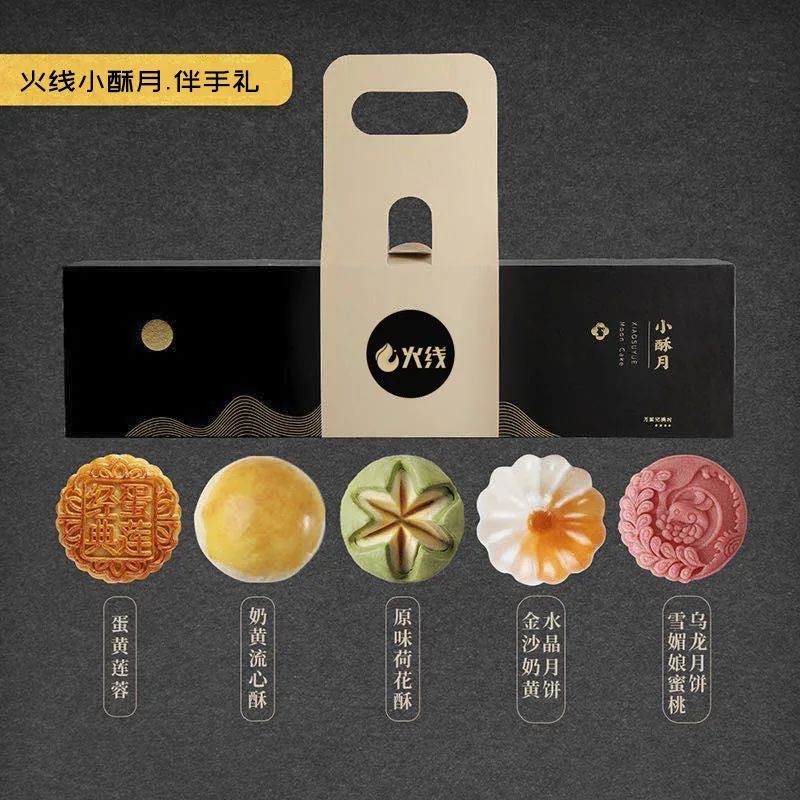 火线小酥月.伴手礼
火线
小酥月
XIAOSUYUE
Moon Cake
蛋莲
经典
蛋黄莲蓉
奶黄流心酥
原味荷花酥
水晶月饼
金沙奶黄
乌龙月饼
雪媚娘蜜桃